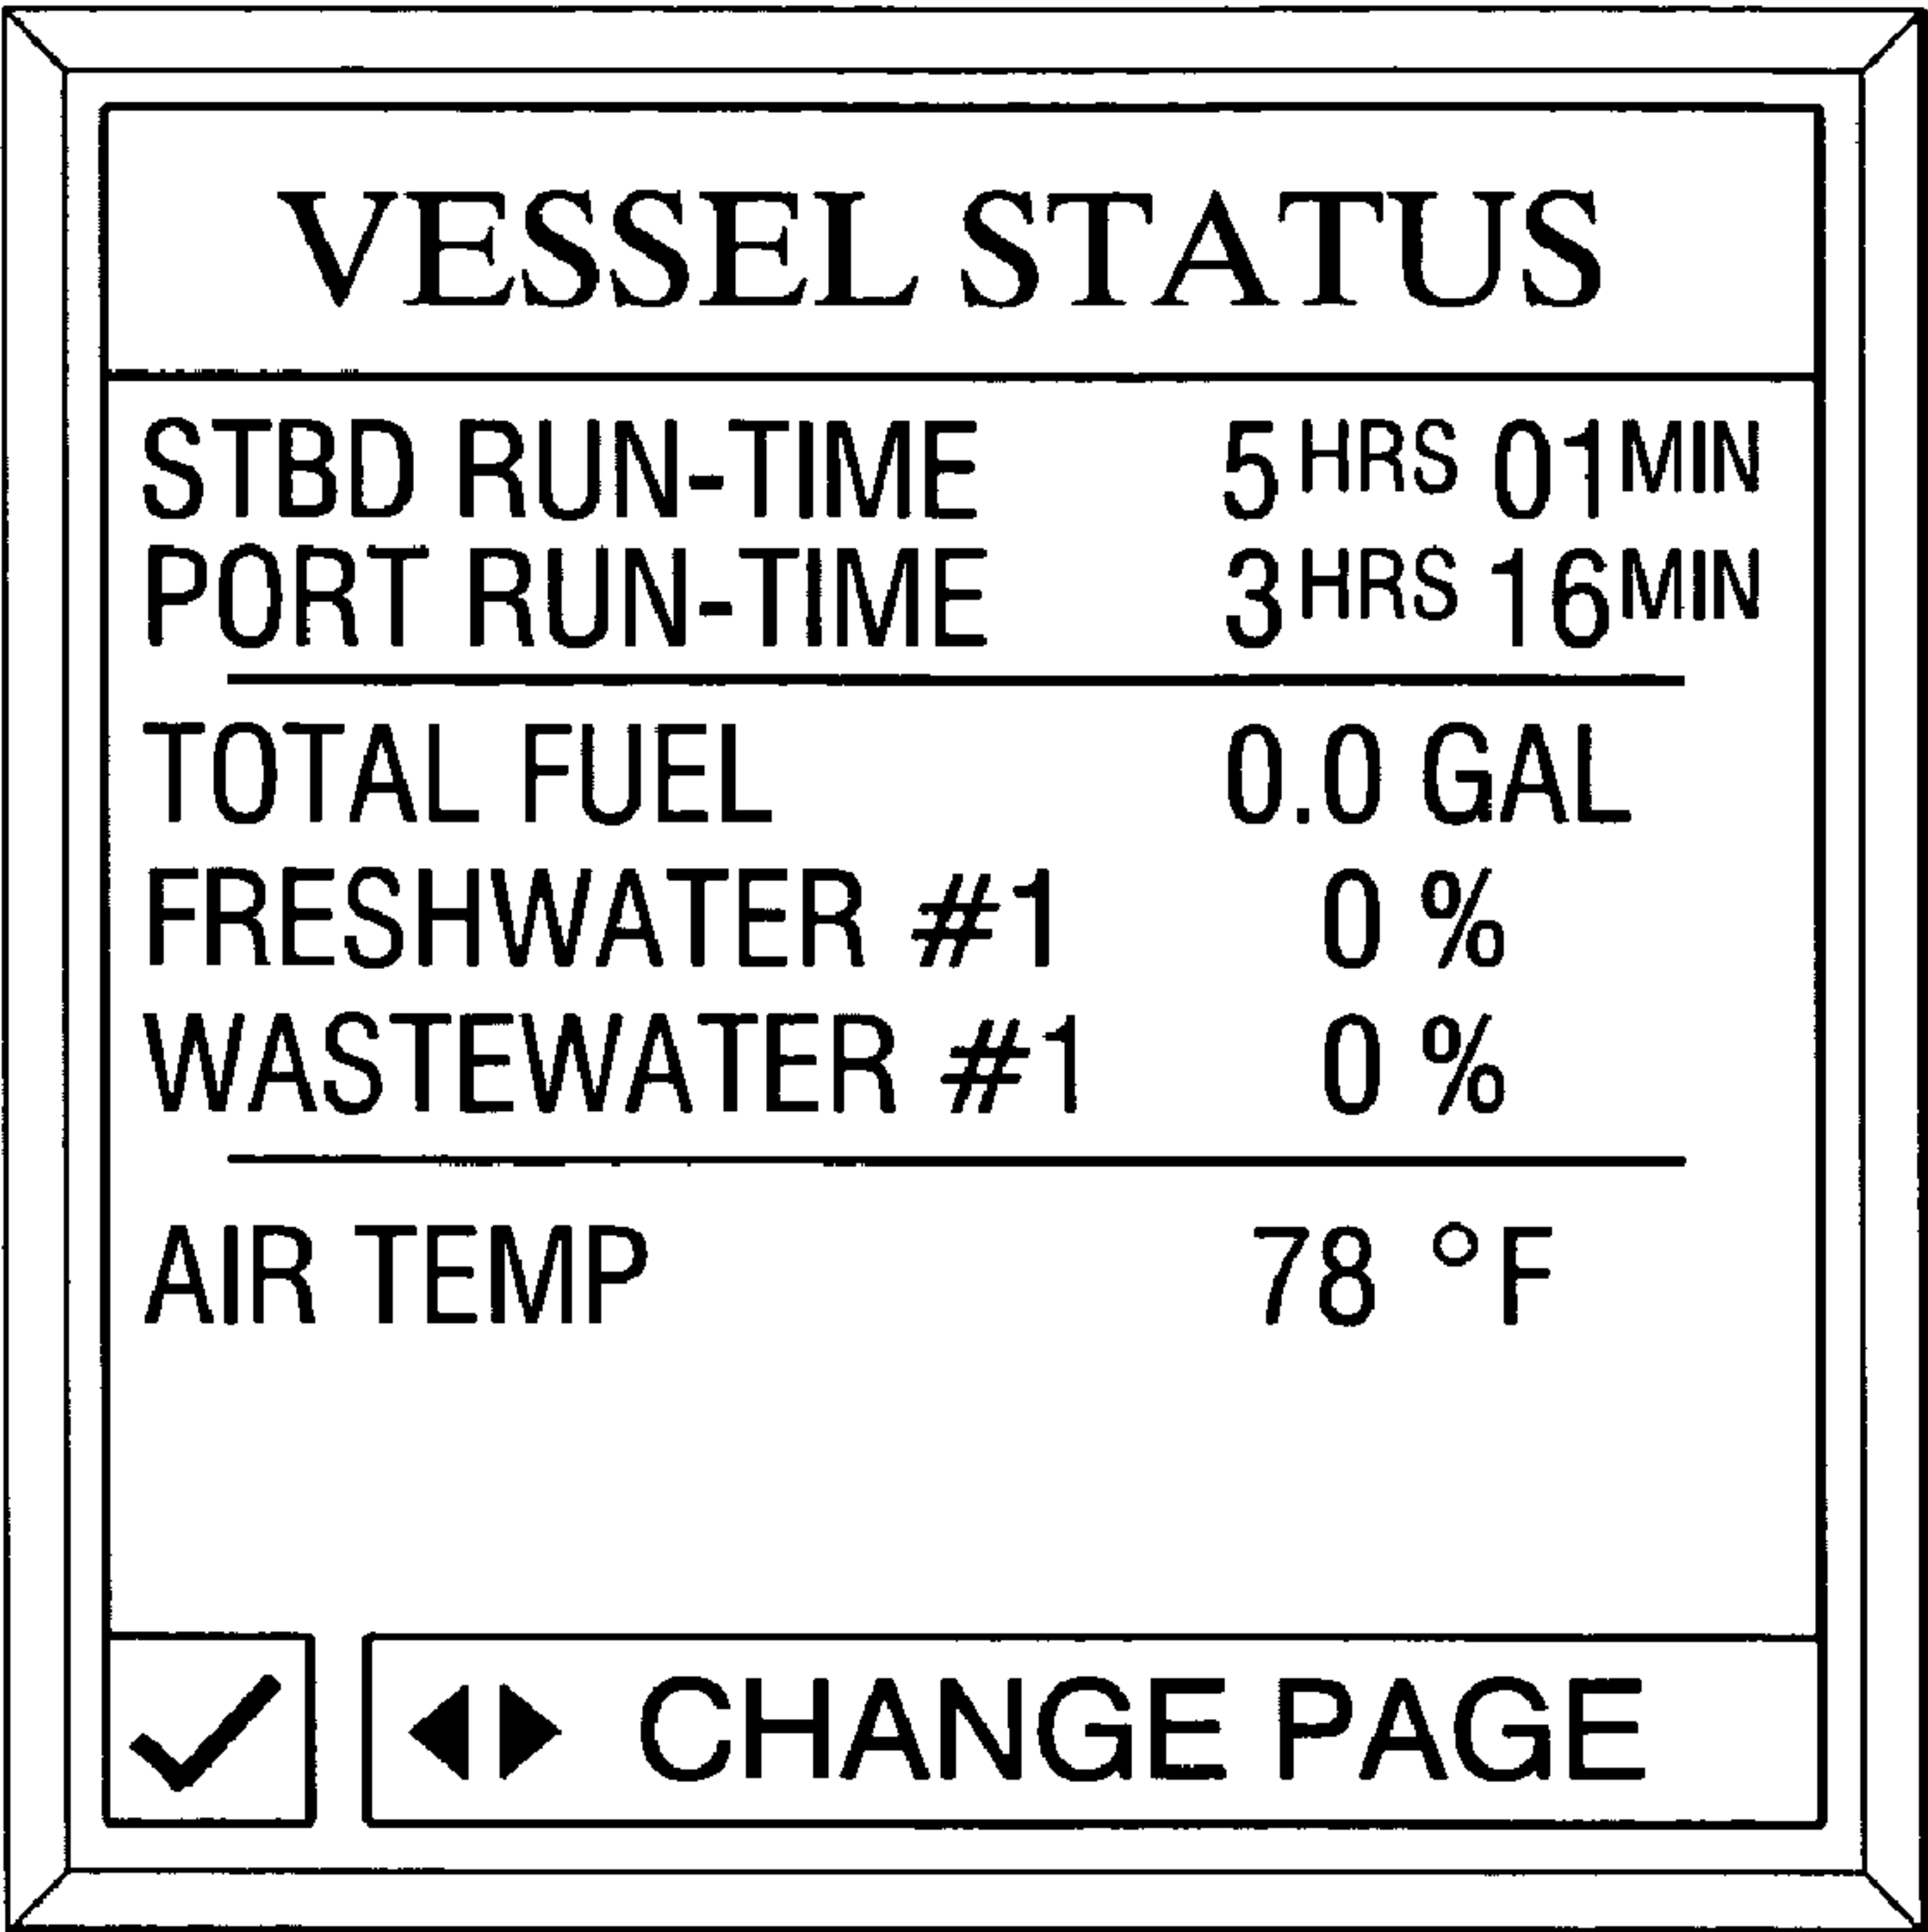 VESSEL STATUS
STBD RUN-TIME 5 HRS 01 MIN
PORT RUN-TIME 3 HRS 16 MIN
TOTAL FUEL 0.0 GAL
FRESHWATER #1 0 %
WASTEWATER #1 0 %
AIR TEMP 78 °F
CHANGE PAGE